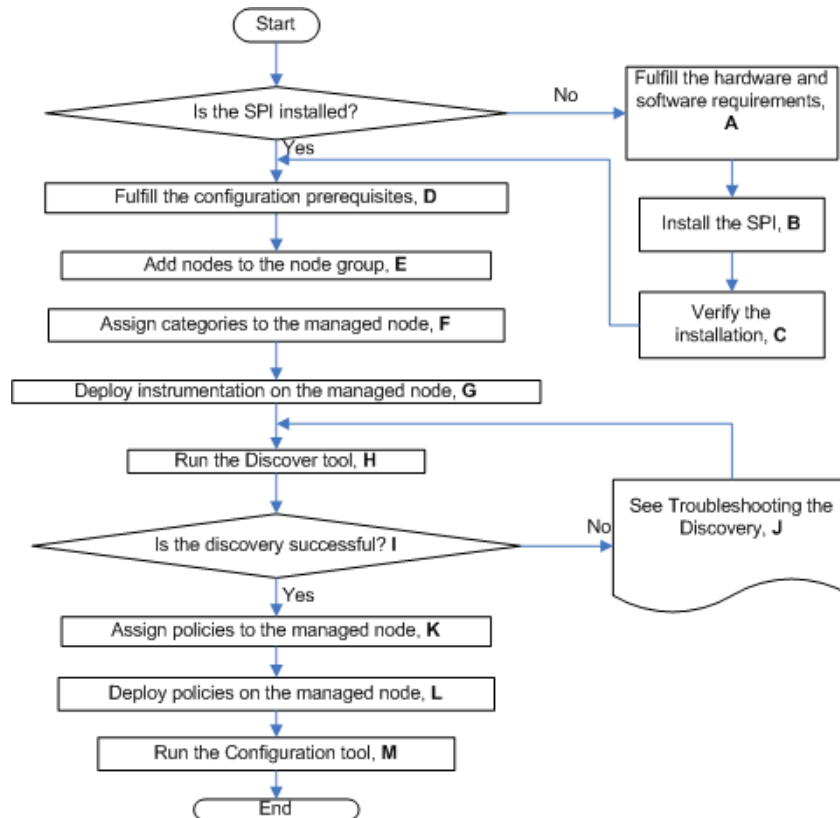 Start
Is the SPI installed?
No
Fulfill the hardware and
software requirements,
A
Yes
Fulfill the configuration prerequisites, D
Install the SPI, B
Add nodes to the node group, E
Verify the
installation, C
Assign categories to the managed node, F
Deploy instrumentation on the managed node, G
Run the Discover tool, H
See Troubleshooting the
Discovery, J
Is the discovery successful? I
No
Yes
Assign policies to the managed node, K
Deploy policies on the managed node, L
Run the Configuration tool, M
End